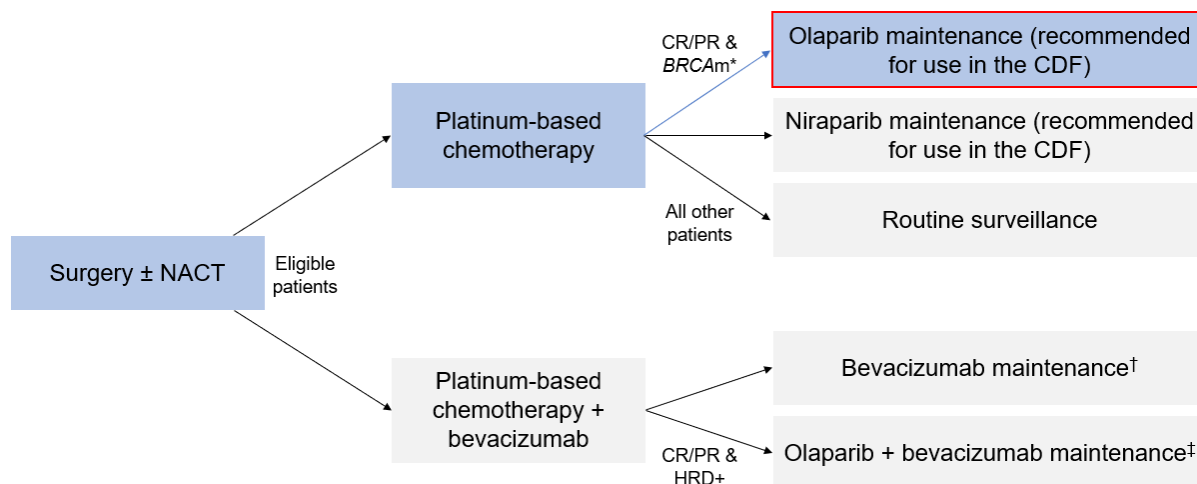 CR/PR &
BRCAm*
Olaparib maintenance (recommended
for use in the CDF)
Platinum-based
chemotherapy
Niraparib maintenance (recommended
for use in the CDF)
All other
patients
Routine surveillance
Surgery ± NACT
Eligible
patients
Platinum-based
chemotherapy +
bevacizumab
Bevacizumab maintenance†
CR/PR &
HRD+
Olaparib + bevacizumab maintenance‡